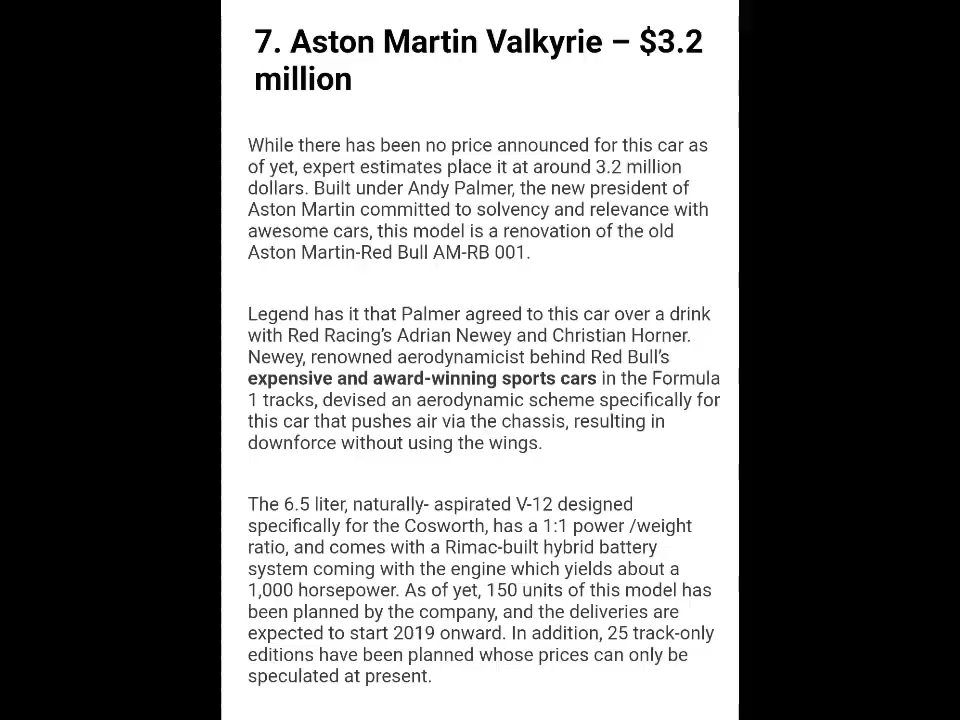 7. Aston Martin Valkyrie – $3.2
million
While there has been no price announced for this car as
of yet, expert estimates place it at around 3.2 million
dollars. Built under Andy Palmer, the new president of
Aston Martin committed to solvency and relevance with
awesome cars, this model is a renovation of the old
Aston Martin-Red Bull AM-RB 001.
Legend has it that Palmer agreed to this car over a drink
with Red Racing's Adrian Newey and Christian Horner.
Newey, renowned aerodynamicist behind Red Bull's
expensive and award-winning sports cars in the Formula
1 tracks, devised an aerodynamic scheme specifically for
this car that pushes air via the chassis, resulting in
downforce without using the wings.
The 6.5 liter, naturally- aspirated V-12 designed
specifically for the Cosworth, has a 1:1 power /weight
ratio, and comes with a Rimac-built hybrid battery
system coming with the engine which yields about a
1,000 horsepower. As of yet, 150 units of this model has
been planned by the company, and the deliveries are
expected to start 2019 onward. In addition, 25 track-only
editions have been planned whose prices can only be
speculated at present.